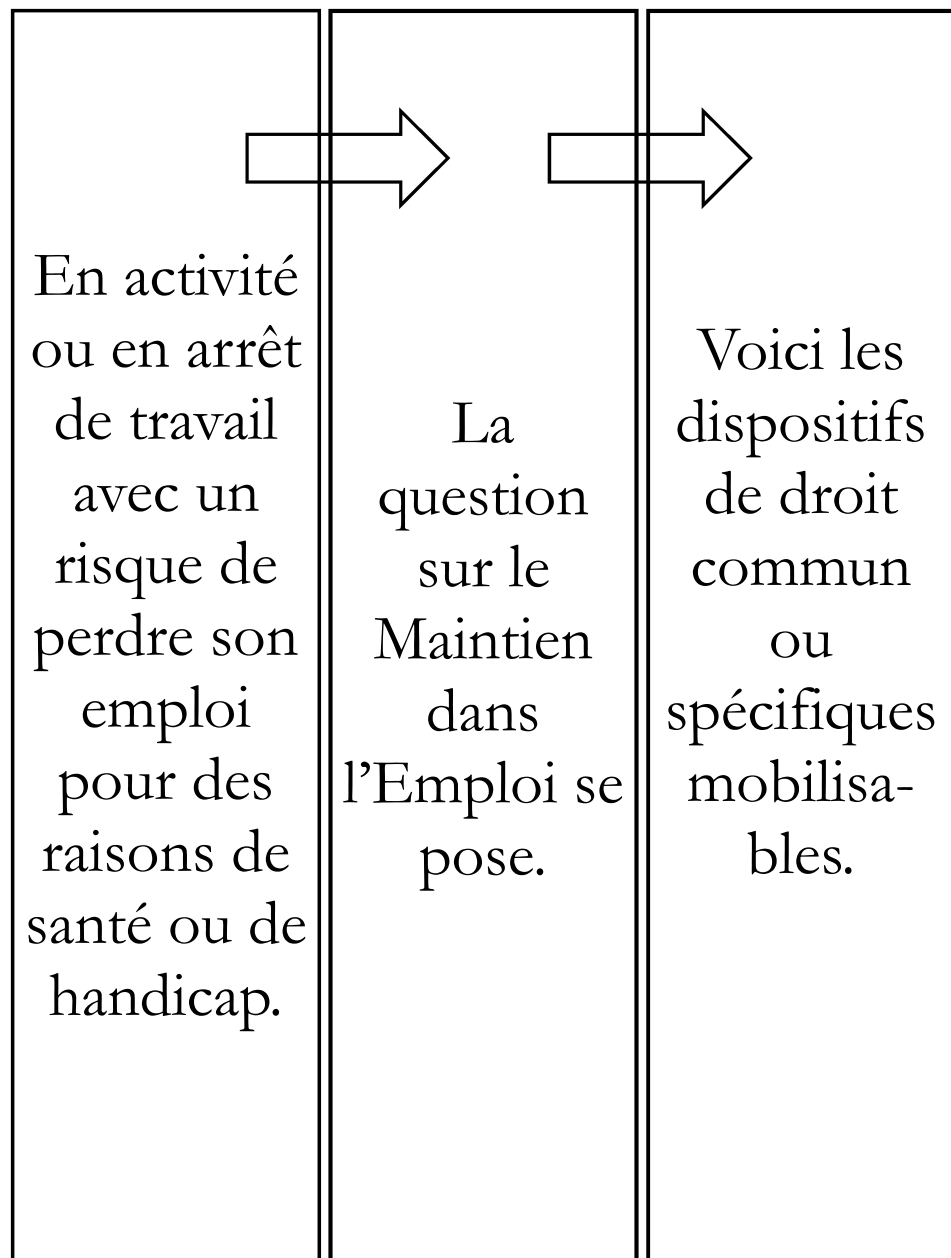 En activité
ou en arrêt
de travail
avec un
risque de
perdre son
emploi
pour des
raisons de
santé ou de
handicap.
La
question
sur le
Maintien
dans
l’Emploi se
pose.
Voici les
dispositifs
de droit
commun
ou
spécifiques
mobilisa-
bles.